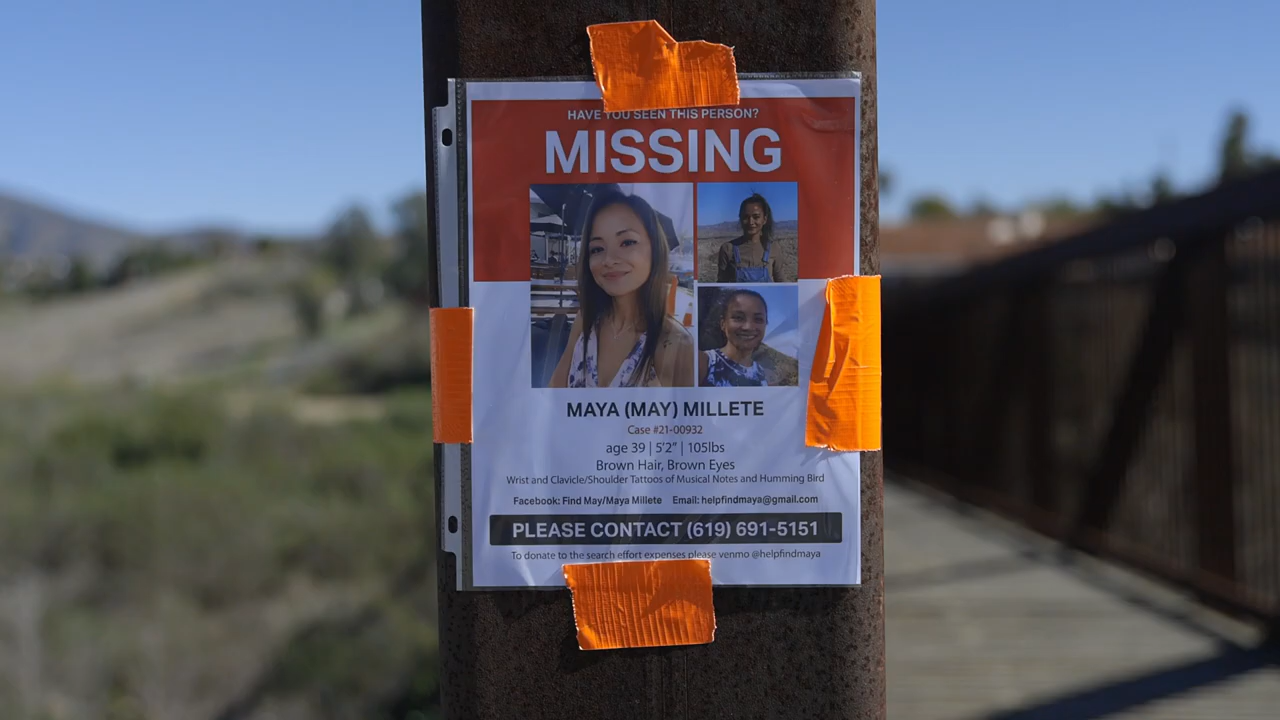 HAVE YOU SEEN THIS PERSON?
MISSING
MAYA (MAY) MILLETE
Case #21-00932
age 39 | 5'2" | 105lbs
Brown Hair, Brown Eyes
Wrist and Clavicle/Shoulder Tattoos of Musical Notes and Humming Bird
Facebook: Find May/Maya Millete Email: helpfindmaya@gmail.com
PLEASE CONTACT (619) 691-5151
To donate to the search effort expenses please venmo @helpfindmaya